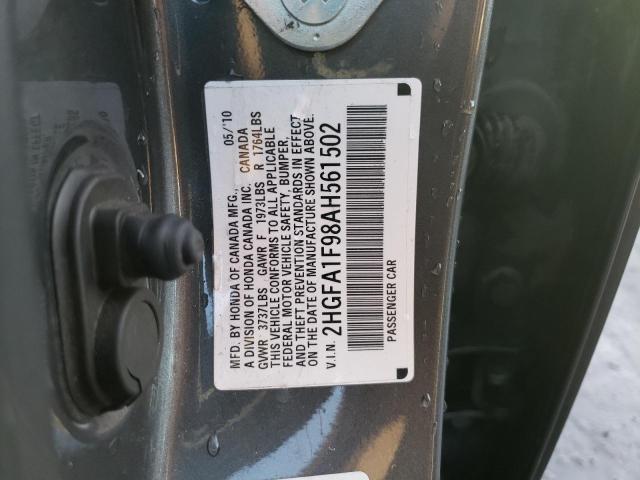 MFD. BY HONDA OF CANADA MFG., 05/'10
A DIVISION OF HONDA CANADA INC. CANADA
GVWR 3737LBS GAWR F 1973LBS R 1764LBS
THIS VEHICLE CONFORMS TO ALL APPLICABLE
FEDERAL MOTOR VEHICLE SAFETY, BUMPER,
AND THEFT PREVENTION STANDARDS IN EFFECT
ON THE DATE OF MANUFACTURE SHOWN ABOVE.
V.I.N. 2HGFA1F98AH561502
PASSENGER CAR